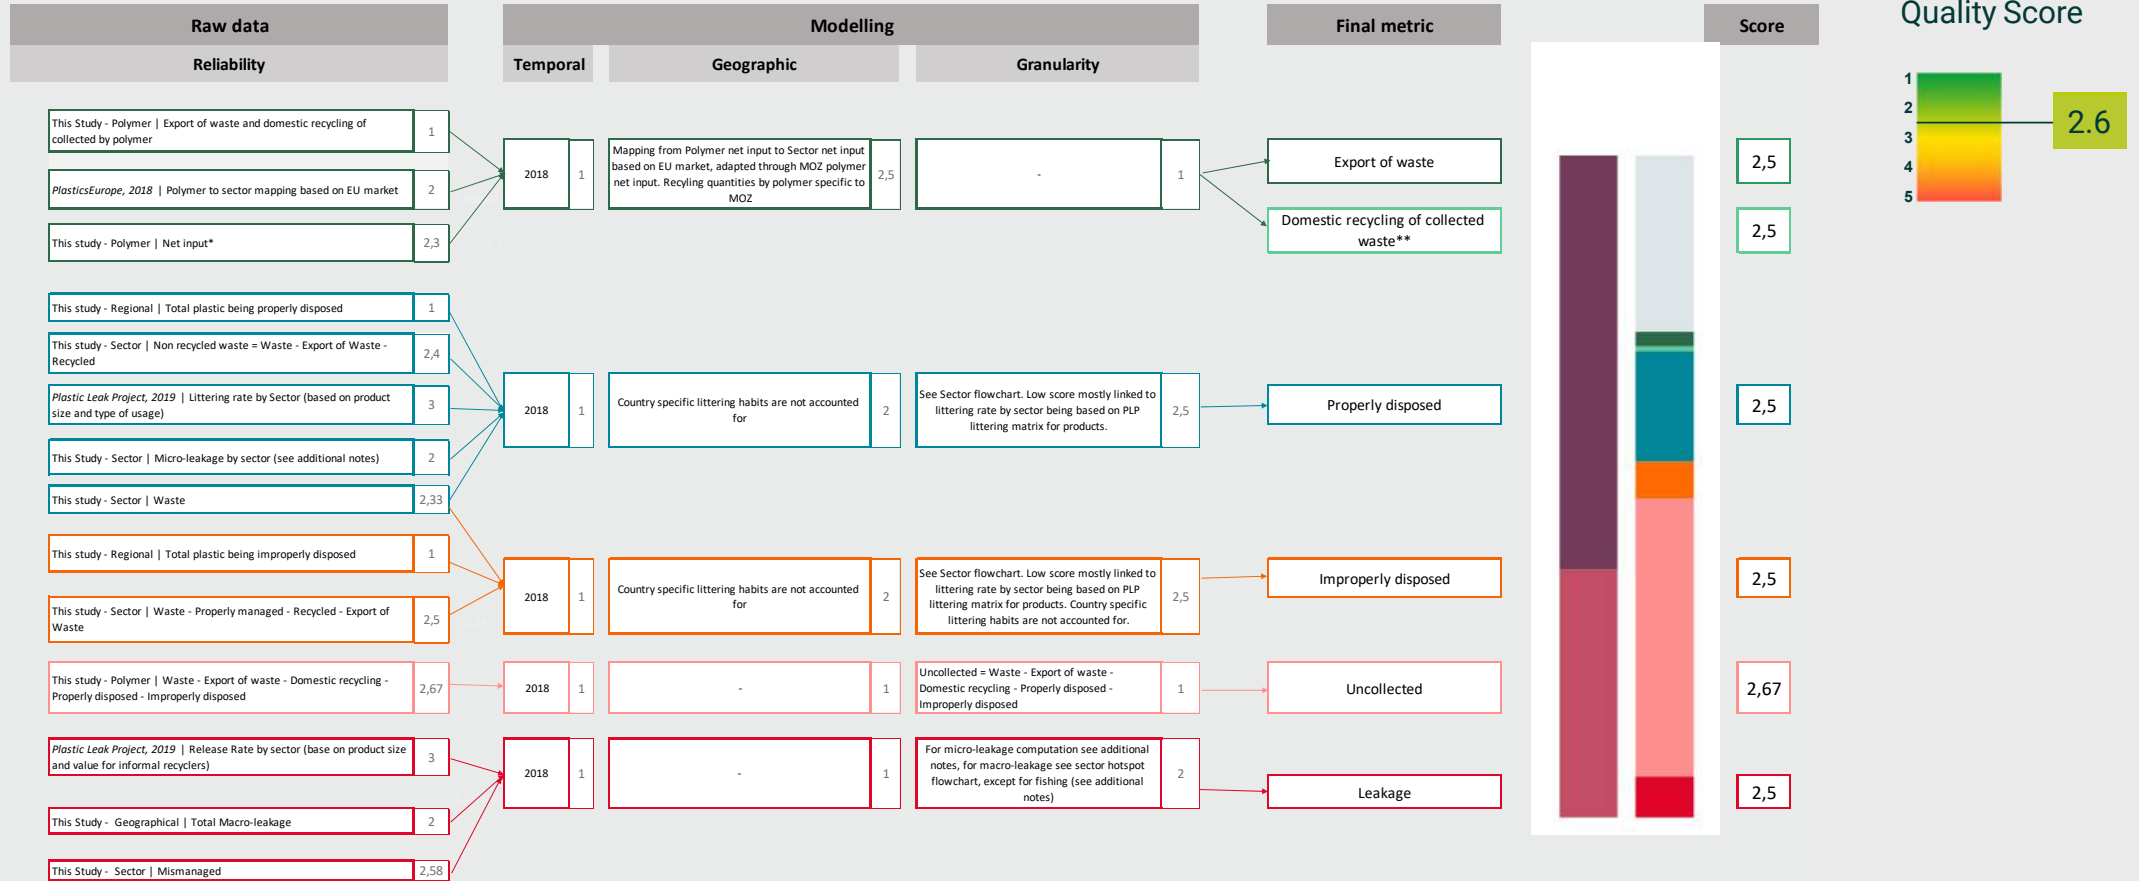 Raw data
Modelling
Final metric
Score
Quality Score
Reliability
Temporal
Geographic
Granularity
1
2
3
4
5
2.6
This Study - Polymer | Export of waste and domestic recycling of
collected by polymer
1
PlasticsEurope, 2018 | Polymer to sector mapping based on EU market
2
This study - Polymer | Net input*
2,3
2018
1
Mapping from Polymer net input to Sector net input
based on EU market, adapted through MOZ polymer
net input. Recyling quantities by polymer specific to
MOZ
2,5
-
1
Export of waste
2,5
Domestic recycling of collected
waste**
2,5
This study - Regional | Total plastic being properly disposed
1
This study - Sector | Non recycled waste = Waste - Export of Waste -
Recycled
2,4
Plastic Leak Project, 2019 | Littering rate by Sector (based on product
size and type of usage)
3
This Study - Sector | Micro-leakage by sector (see additional notes)
2
This study - Sector | Waste
2,33
2018
1
Country specific littering habits are not accounted
for
2
See Sector flowchart. Low score mostly linked to
littering rate by sector being based on PLP
littering matrix for products.
2,5
Properly disposed
2,5
This study - Regional | Total plastic being improperly disposed
1
This study - Sector | Waste - Properly managed - Recycled - Export of
Waste
2,5
2018
1
Country specific littering habits are not accounted
for
2
See Sector flowchart. Low score mostly linked to
littering rate by sector being based on PLP
littering matrix for products. Country specific
littering habits are not accounted for.
2,5
Improperly disposed
2,5
This study - Polymer | Waste - Export of waste - Domestic recycling -
Properly disposed - Improperly disposed
2,67
2018
1
-
1
Uncollected = Waste - Export of waste -
Domestic recycling - Properly disposed -
Improperly disposed
1
Uncollected
2,67
Plastic Leak Project, 2019 | Release Rate by sector (base on product size
and value for informal recyclers)
3
This Study - Geographical | Total Macro-leakage
2
This Study - Sector | Mismanaged
2,58
2018
1
-
1
For micro-leakage computation see additional
notes, for macro-leakage see sector hotspot
flowchart, except for fishing (see additional
notes)
2
Leakage
2,5